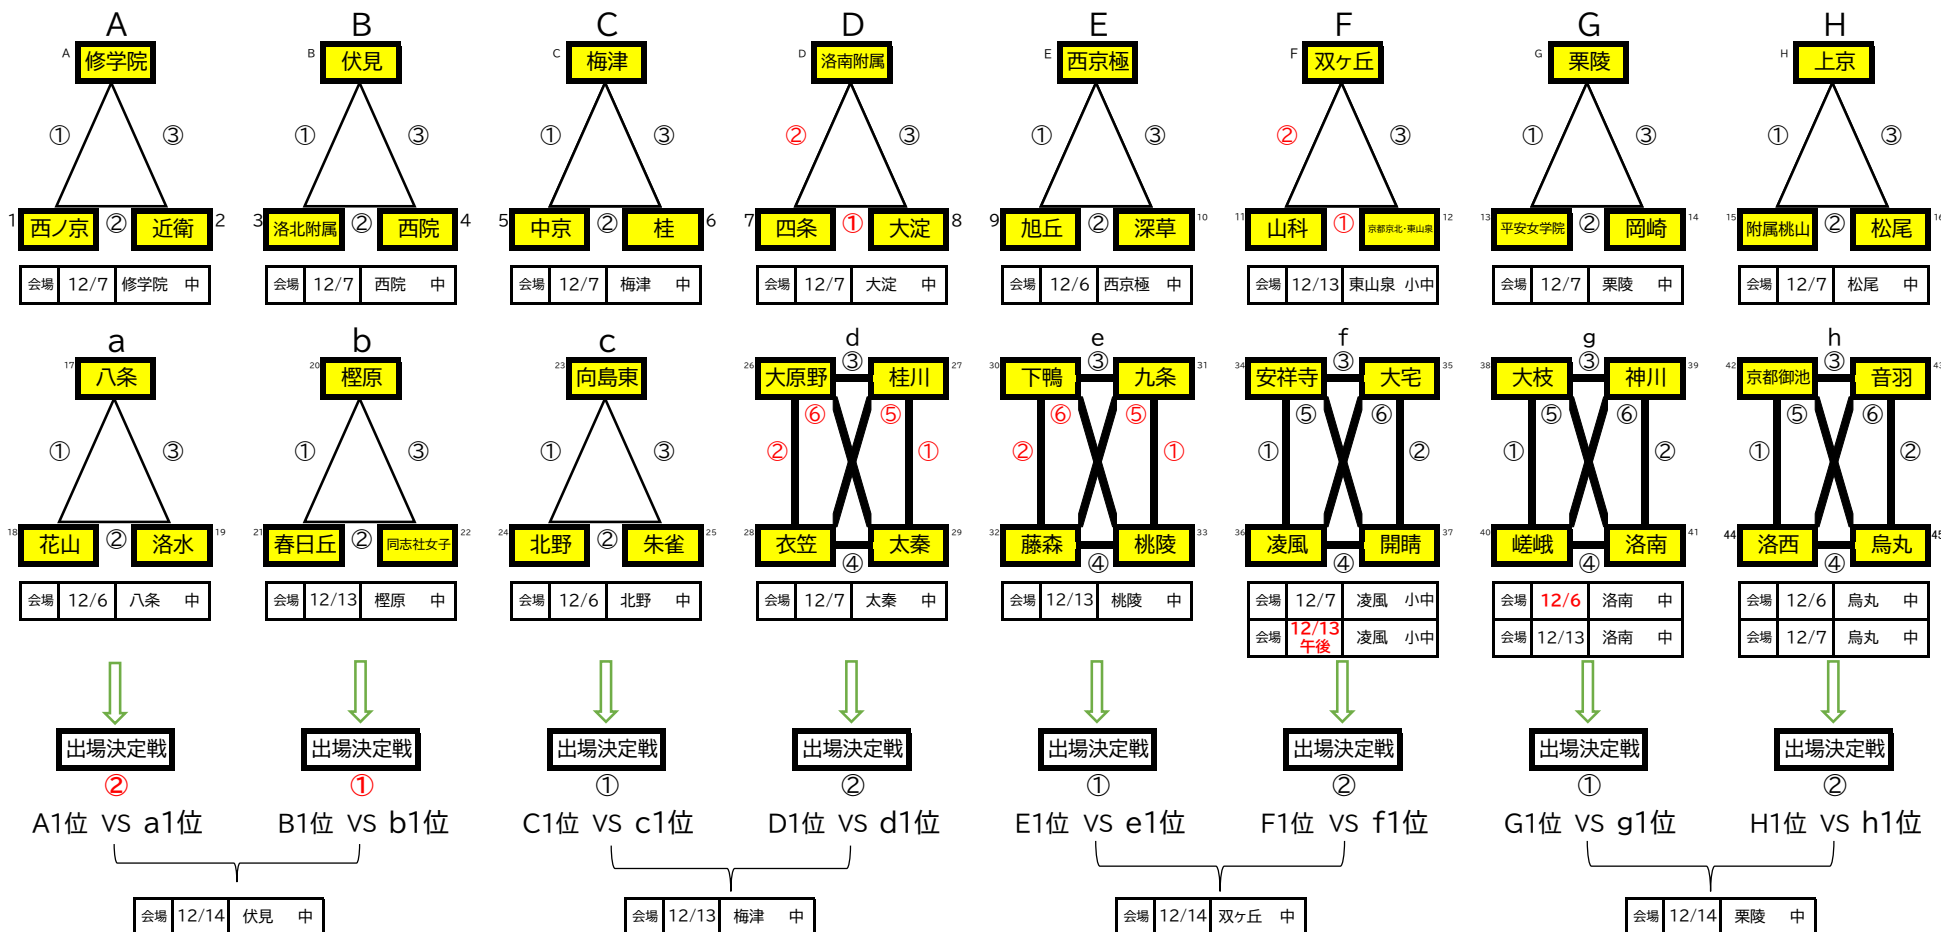 A B C D E F G H
A 修学院 B 伏見 C 梅津 D 洛南附属 E 西京極 F 双ヶ丘 G 栗陵 H 上京
① ③ ① ③ ① ③ ② ③ ① ③ ② ③ ① ③ ① ③
1 西ノ京 ② 近衛 2 3 洛北附属 ② 西院 4 5 中京 ② 桂 6 7 四条 ① 大淀 8 9 旭丘 ② 深草 10 11 山科 ① 京都京北・東山泉 12 13 平安女学院 ② 岡崎 14 15 附属桃山 ② 松尾 16
会場 12/7 修学院 中 会場 12/7 西院 中 会場 12/7 梅津 中 会場 12/7 大淀 中 会場 12/6 西京極 中 会場 12/13 東山泉 小中 会場 12/7 栗陵 中 会場 12/7 松尾 中
a b c d e f g h
17 八条 20 樫原 23 向島東 26 大原野 ③ 桂川 27 30 下鴨 ③ 九条 31 34 安祥寺 ③ 大宅 35 38 大枝 ③ 神川 39 42 京都御池 ③ 音羽 43
⑥ ⑤ ⑥ ⑤ ⑤ ⑥ ⑤ ⑥ ⑤ ⑥
① ③ ① ③ ① ③ ② ① ② ① ① ② ① ② ① ②
18 花山 ② 洛水 19 21 春日丘 ② 同志社女子 22 24 北野 ② 朱雀 25 28 衣笠 ④ 太秦 29 32 藤森 ④ 桃陵 33 36 凌風 ④ 開睛 37 40 嵯峨 ④ 洛南 41 44 洛西 ④ 烏丸 45
会場 12/6 八条 中 会場 12/13 樫原 中 会場 12/6 北野 中 会場 12/7 太秦 中 会場 12/13 桃陵 中 会場 12/7 凌風 小中 会場 12/6 洛南 中 会場 12/6 烏丸 中
会場 12/13 午後 凌風 小中 会場 12/13 洛南 中 会場 12/7 烏丸 中
出場決定戦 出場決定戦 出場決定戦 出場決定戦 出場決定戦 出場決定戦 出場決定戦 出場決定戦
② ① ① ② ① ② ① ②
A1位 VS a1位 B1位 VS b1位 C1位 VS c1位 D1位 VS d1位 E1位 VS e1位 F1位 VS f1位 G1位 VS g1位 H1位 VS h1位
会場 12/14 伏見 中 会場 12/13 梅津 中 会場 12/14 双ヶ丘 中 会場 12/14 栗陵 中